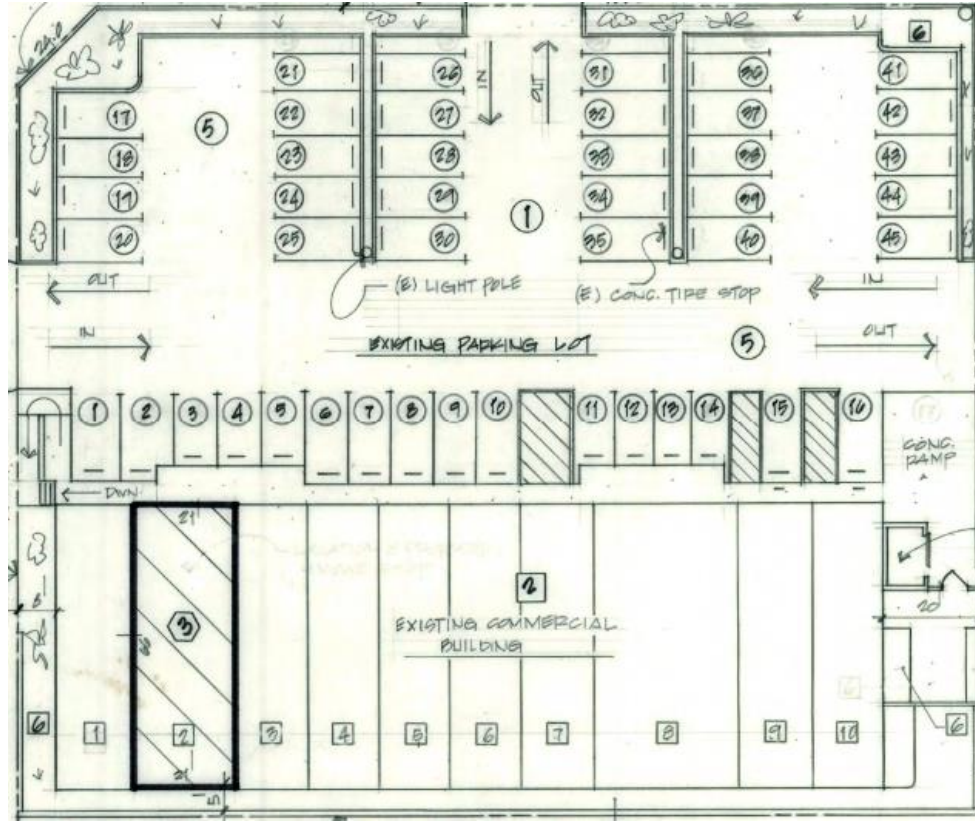 24.0
6
21 26 IN OUT 31 36 41
17 5 22 27 32 37 42
18 23 28 35 38 43
19 24 29 34 39 44
20 25 30 1 35 40 45
OUT (E) LIGHT POLE (E) CONC. TIRE STOP IN
IN EXISTING PARKING LOT 5 OUT
1 2 3 4 5 6 7 8 9 10 11 12 13 14 15 16 17
CONC.
RAMP
DWN
21
2
20
3 EXISTING COMMERCIAL
BUILDING
66
6 1 2 3 4 5 6 7 8 9 10 6
21
5